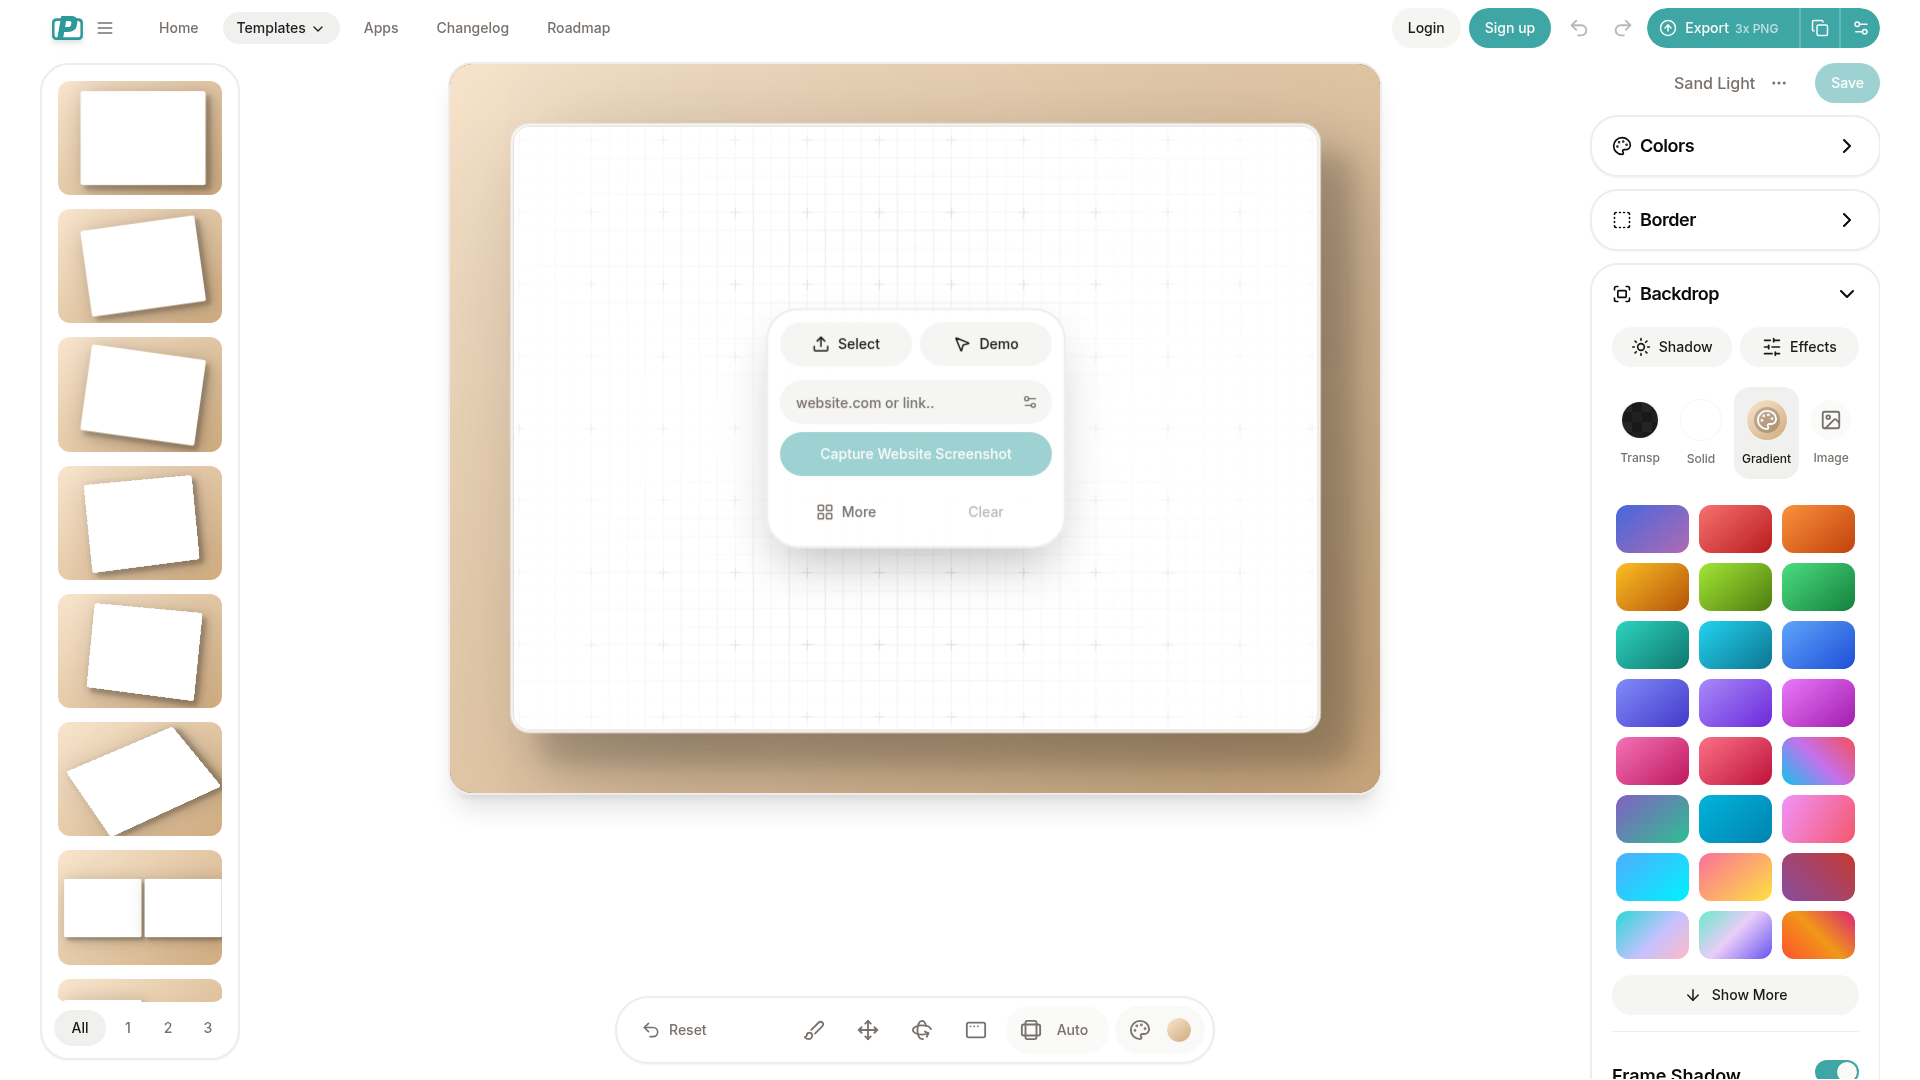 Home
Templates
Apps
Changelog
Roadmap
Login
Sign up
Export 3x PNG
Sand Light
Save
Colors
Border
Backdrop
Shadow
Effects
Transp
Solid
Gradient
Image
Show More
Frame Shadow
Select
Demo
website.com or link..
Capture Website Screenshot
More
Clear
All
1
2
3
Reset
Auto